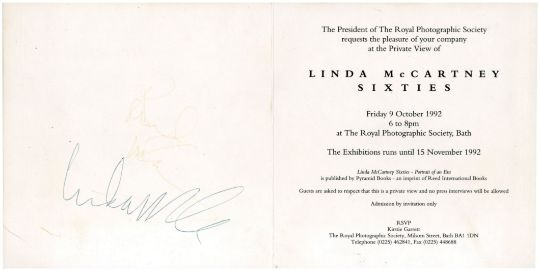 The President of The Royal Photographic Society
requests the pleasure of your company
at the Private View of
LINDA McCARTNEY
SIXTIES
Friday 9 October 1992
6 to 8pm
at The Royal Photographic Society, Bath
The Exhibitions runs until 15 November 1992
Linda McCartney Sixties - Portrait of an Era
is published by Pyramid Books - an imprint of Reed International Books
Guests are asked to respect that this is a private view and no press interviews will be allowed
Admission by invitation only
RSVP
Kirstie Garrett
The Royal Photographic Society, Milsom Street, Bath BA1 1DN
Telephone (0225) 462841, Fax (0225) 448688